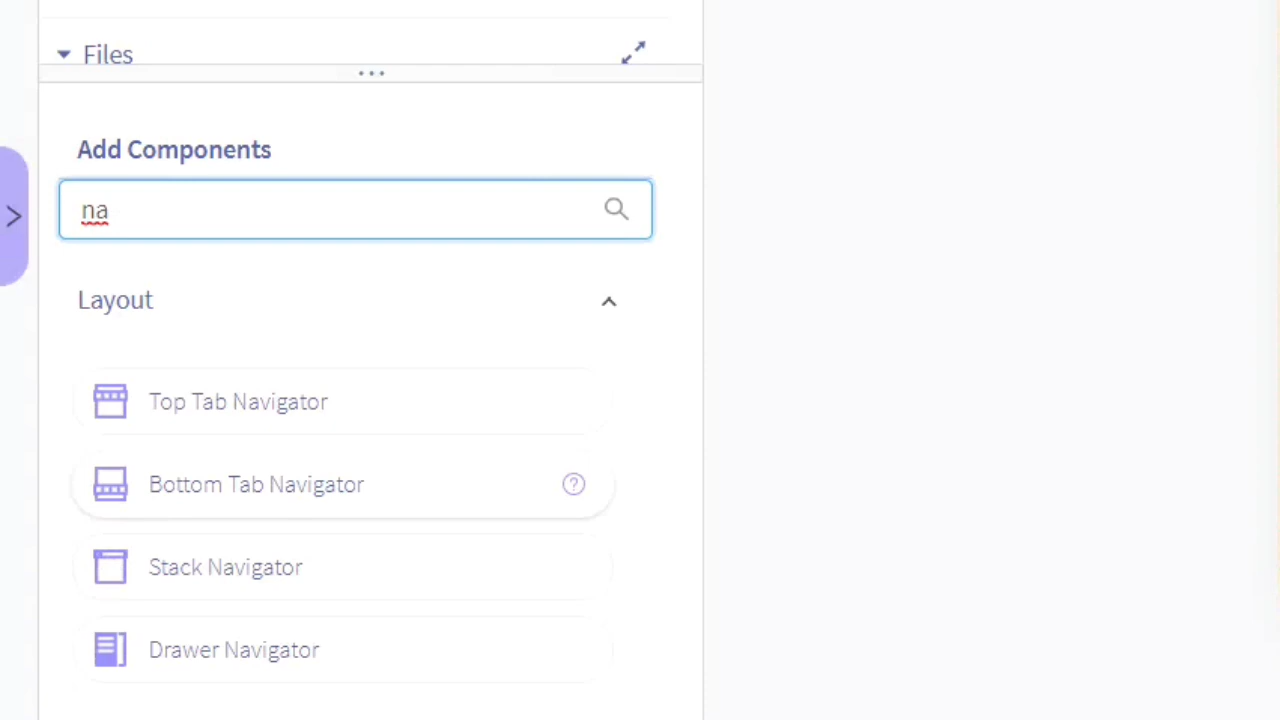 Files
Add Components
na
Layout
Top Tab Navigator
Bottom Tab Navigator
Stack Navigator
Drawer Navigator